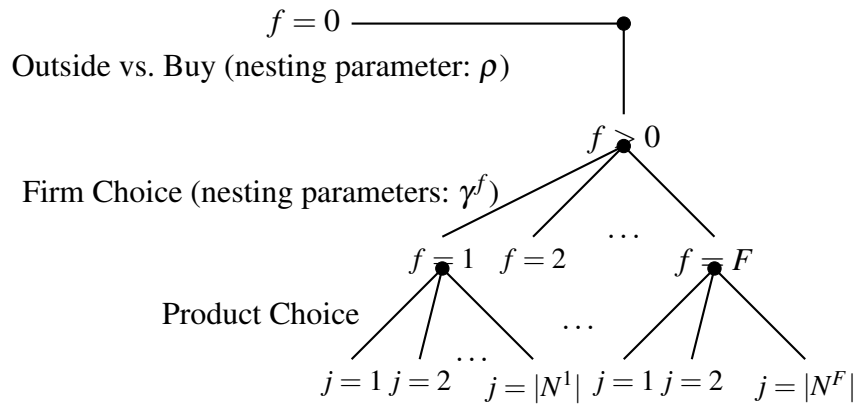 f = 0
Outside vs. Buy (nesting parameter: ρ)
f > 0
Firm Choice (nesting parameters: γ^f)
f = 1 f = 2 … f = F
Product Choice …
j = 1 j = 2 … j = |N^1| j = 1 j = 2 j = |N^F|